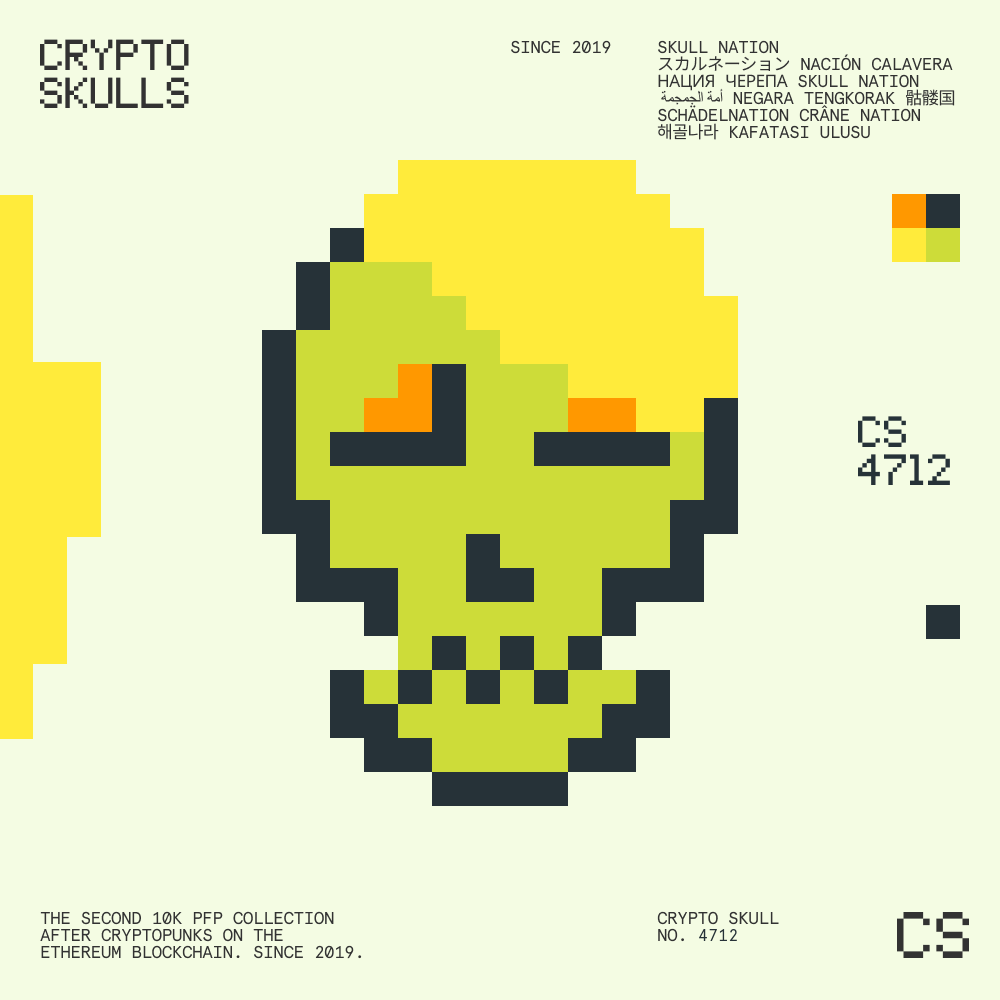 CRYPTO
SKULLS
SINCE 2019
SKULL NATION
スカルネーション NACIÓN CALAVERA
НАЦИЯ ЧЕРЕПА SKULL NATION
أمة الجمجمة NEGARA TENGKORAK 骷髅国
SCHÄDELNATION CRÂNE NATION
해골나라 KAFATASI ULUSU
CS
4712
THE SECOND 10K PFP COLLECTION
AFTER CRYPTOPUNKS ON THE
ETHEREUM BLOCKCHAIN. SINCE 2019.
CRYPTO SKULL
NO. 4712
CS